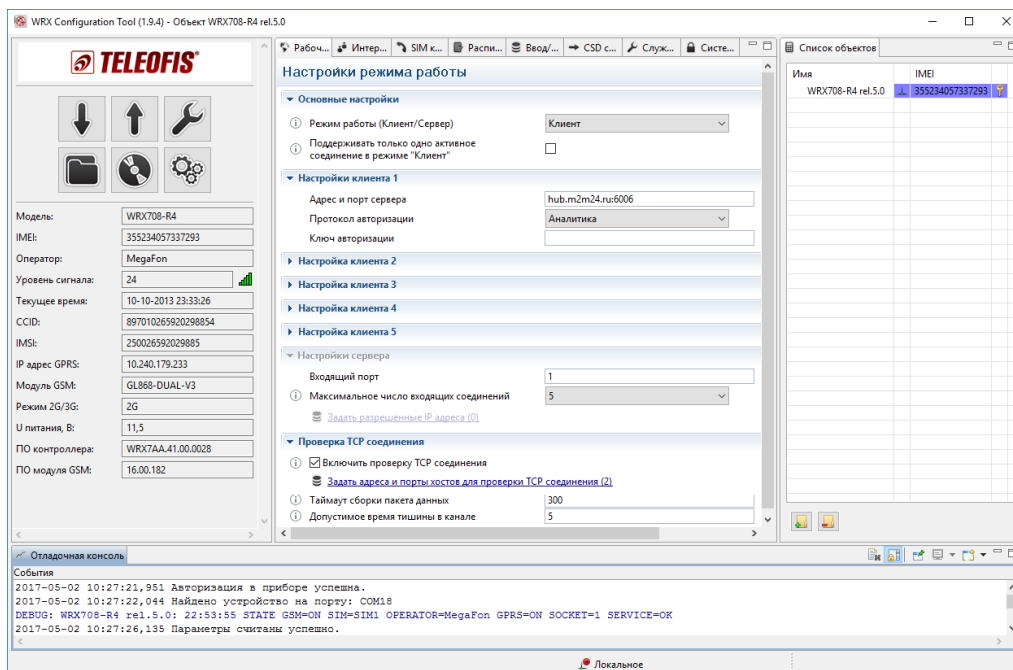 WRX Configuration Tool (1.9.4) - Объект WRX708-R4 rel.5.0
TELEOFIS®
Модель: WRX708-R4
IMEI: 355234057337293
Оператор: MegaFon
Уровень сигнала: 24
Текущее время: 10-10-2013 23:33:26
CCID: 897010265920298854
IMSI: 250026592029885
IP адрес GPRS: 10.240.179.233
Модуль GSM: GL868-DUAL-V3
Режим 2G/3G: 2G
U питания, В: 11,5
ПО контроллера: WRX7AA.41.00.0028
ПО модуля GSM: 16.00.182
Рабоч... Интер... SIM к... Распи... Ввод/... CSD с... Служ... Систе...
Настройки режима работы
Основные настройки
Режим работы (Клиент/Сервер) Клиент
Поддерживать только одно активное
соединение в режиме "Клиент"
Настройки клиента 1
Адрес и порт сервера hub.m2m24.ru:6006
Протокол авторизации Аналитика
Ключ авторизации
Настройка клиента 2
Настройка клиента 3
Настройка клиента 4
Настройка клиента 5
Настройки сервера
Входящий порт 1
Максимальное число входящих соединений 5
Задать разрешенные IP адреса (0)
Проверка TCP соединения
Включить проверку TCP соединения
Задать адреса и порты хостов для проверки TCP соединения (2)
Таймаут сборки пакета данных 300
Допустимое время тишины в канале 5
Список объектов
Имя IMEI
WRX708-R4 rel.5.0 355234057337293
Отладочная консоль
События
2017-05-02 10:27:21,951 Авторизация в приборе успешна.
2017-05-02 10:27:22,044 Найдено устройство на порту: COM18
DEBUG: WRX708-R4 rel.5.0: 22:53:55 STATE GSM=ON SIM=SIM1 OPERATOR=MegaFon GPRS=ON SOCKET=1 SERVICE=OK
2017-05-02 10:27:26,135 Параметры считаны успешно.
Локальное